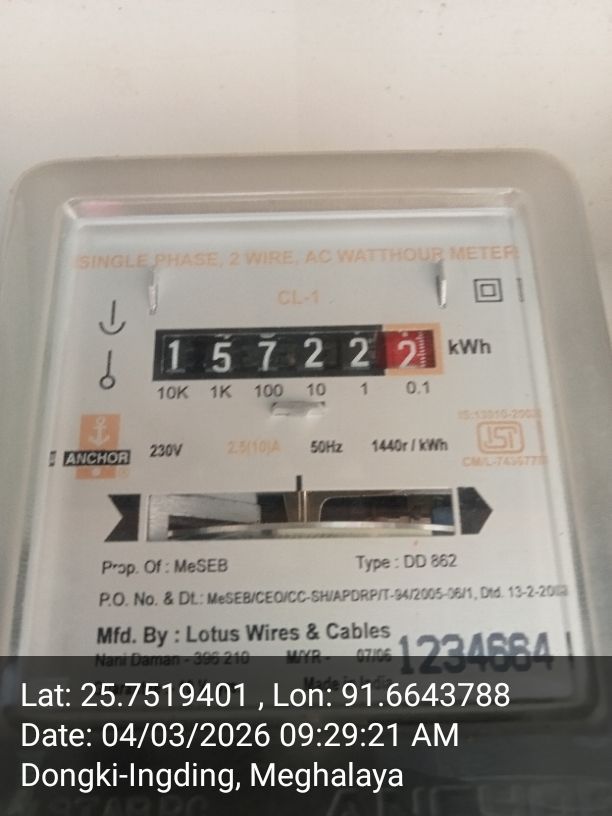 SINGLE PHASE, 2 WIRE, AC WATTHOUR METER
CL-1
1 5 7 2 2 2 kWh
10K 1K 100 10 1 0.1
ANCHOR
230V 2.5(10)A 50Hz 1440r / kWh
Prop. Of : MeSEB Type : DD 862
P.O. No. & Dt.: MeSEB/CEO/CC-SH/APDRP/T-94/2005-06/1, Dtd. 13-2-
Mfd. By : Lotus Wires & Cables
Nani Daman - 396 210 M/YR - 07/06 1234664
Made in India
Lat: 25.7519401 , Lon: 91.6643788
Date: 04/03/2026 09:29:21 AM
Dongki-Ingding, Meghalaya